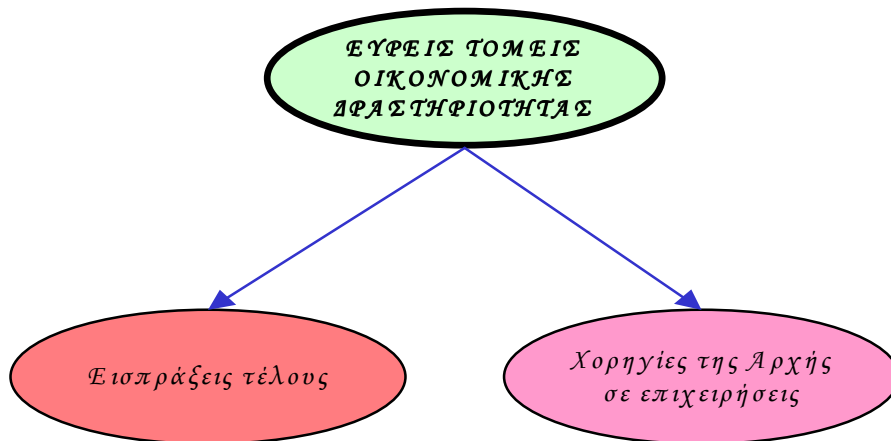 ΕΥΡΕΙΣ ΤΟΜΕΙΣ
ΟΙΚΟΝΟΜΙΚΗΣ
ΔΡΑΣΤΗΡΙΟΤΗΤΑΣ
Εισπράξεις τέλους
Χορηγίες της Αρχής
σε επιχειρήσεις